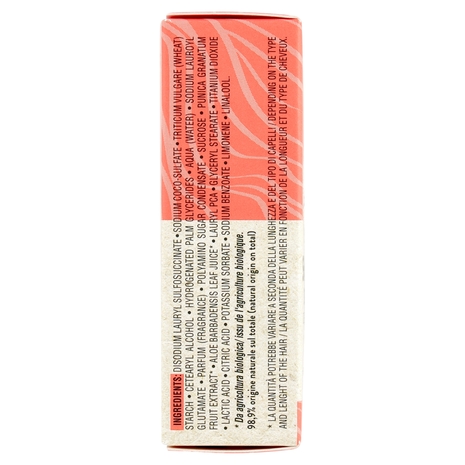 INGREDIENTS: DISODIUM LAURYL SULFOSUCCINATE • SODIUM COCO-SULFATE • TRITICUM VULGARE (WHEAT)
STARCH • CETEARYL ALCOHOL • HYDROGENATED PALM GLYCERIDES • AQUA (WATER) • SODIUM LAUROYL
GLUTAMATE • PARFUM (FRAGRANCE) • POLYAMINO SUGAR CONDENSATE • SUCROSE • PUNICA GRANATUM
FRUIT EXTRACT* • ALOE BARBADENSIS LEAF JUICE* • LAURYL PCA • GLYCERYL STEARATE • TITANIUM DIOXIDE
• LACTIC ACID • CITRIC ACID • POTASSIUM SORBATE • SODIUM BENZOATE • LIMONENE • LINALOOL.
* Da agricoltura biologica/ issu de l'agriculture biologique.
98,9% origine naturale sul totale (natural origin on total)
* LA QUANTITÀ POTREBBE VARIARE A SECONDA DELLA LUNGHEZZA E DEL TIPO DI CAPELLI / DEPENDING ON THE TYPE
AND LENGHT OF THE HAIR / LA QUANTITÉ PEUT VARIER EN FONCTION DE LA LONGUEUR ET DU TYPE DE CHEVEUX.